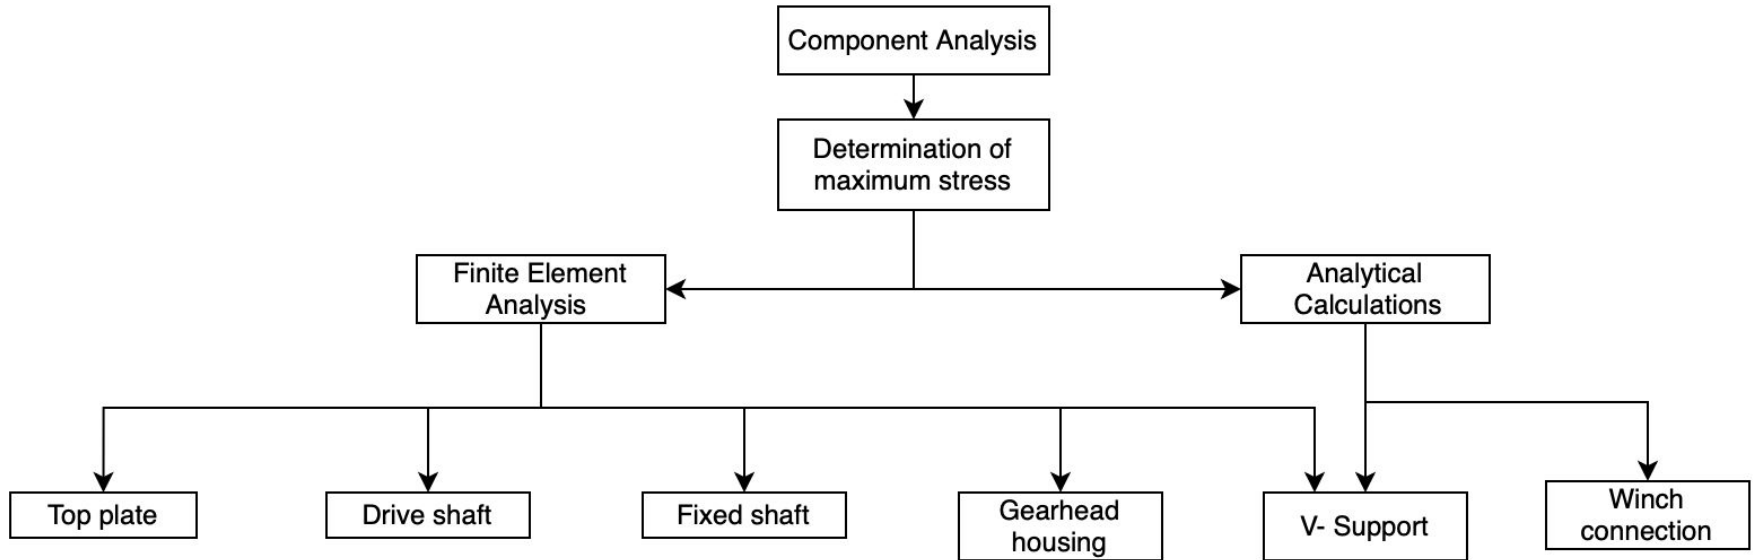 Component Analysis
Determination of
maximum stress
Finite Element
Analysis
Analytical
Calculations
Top plate
Drive shaft
Fixed shaft
Gearhead
housing
V- Support
Winch
connection